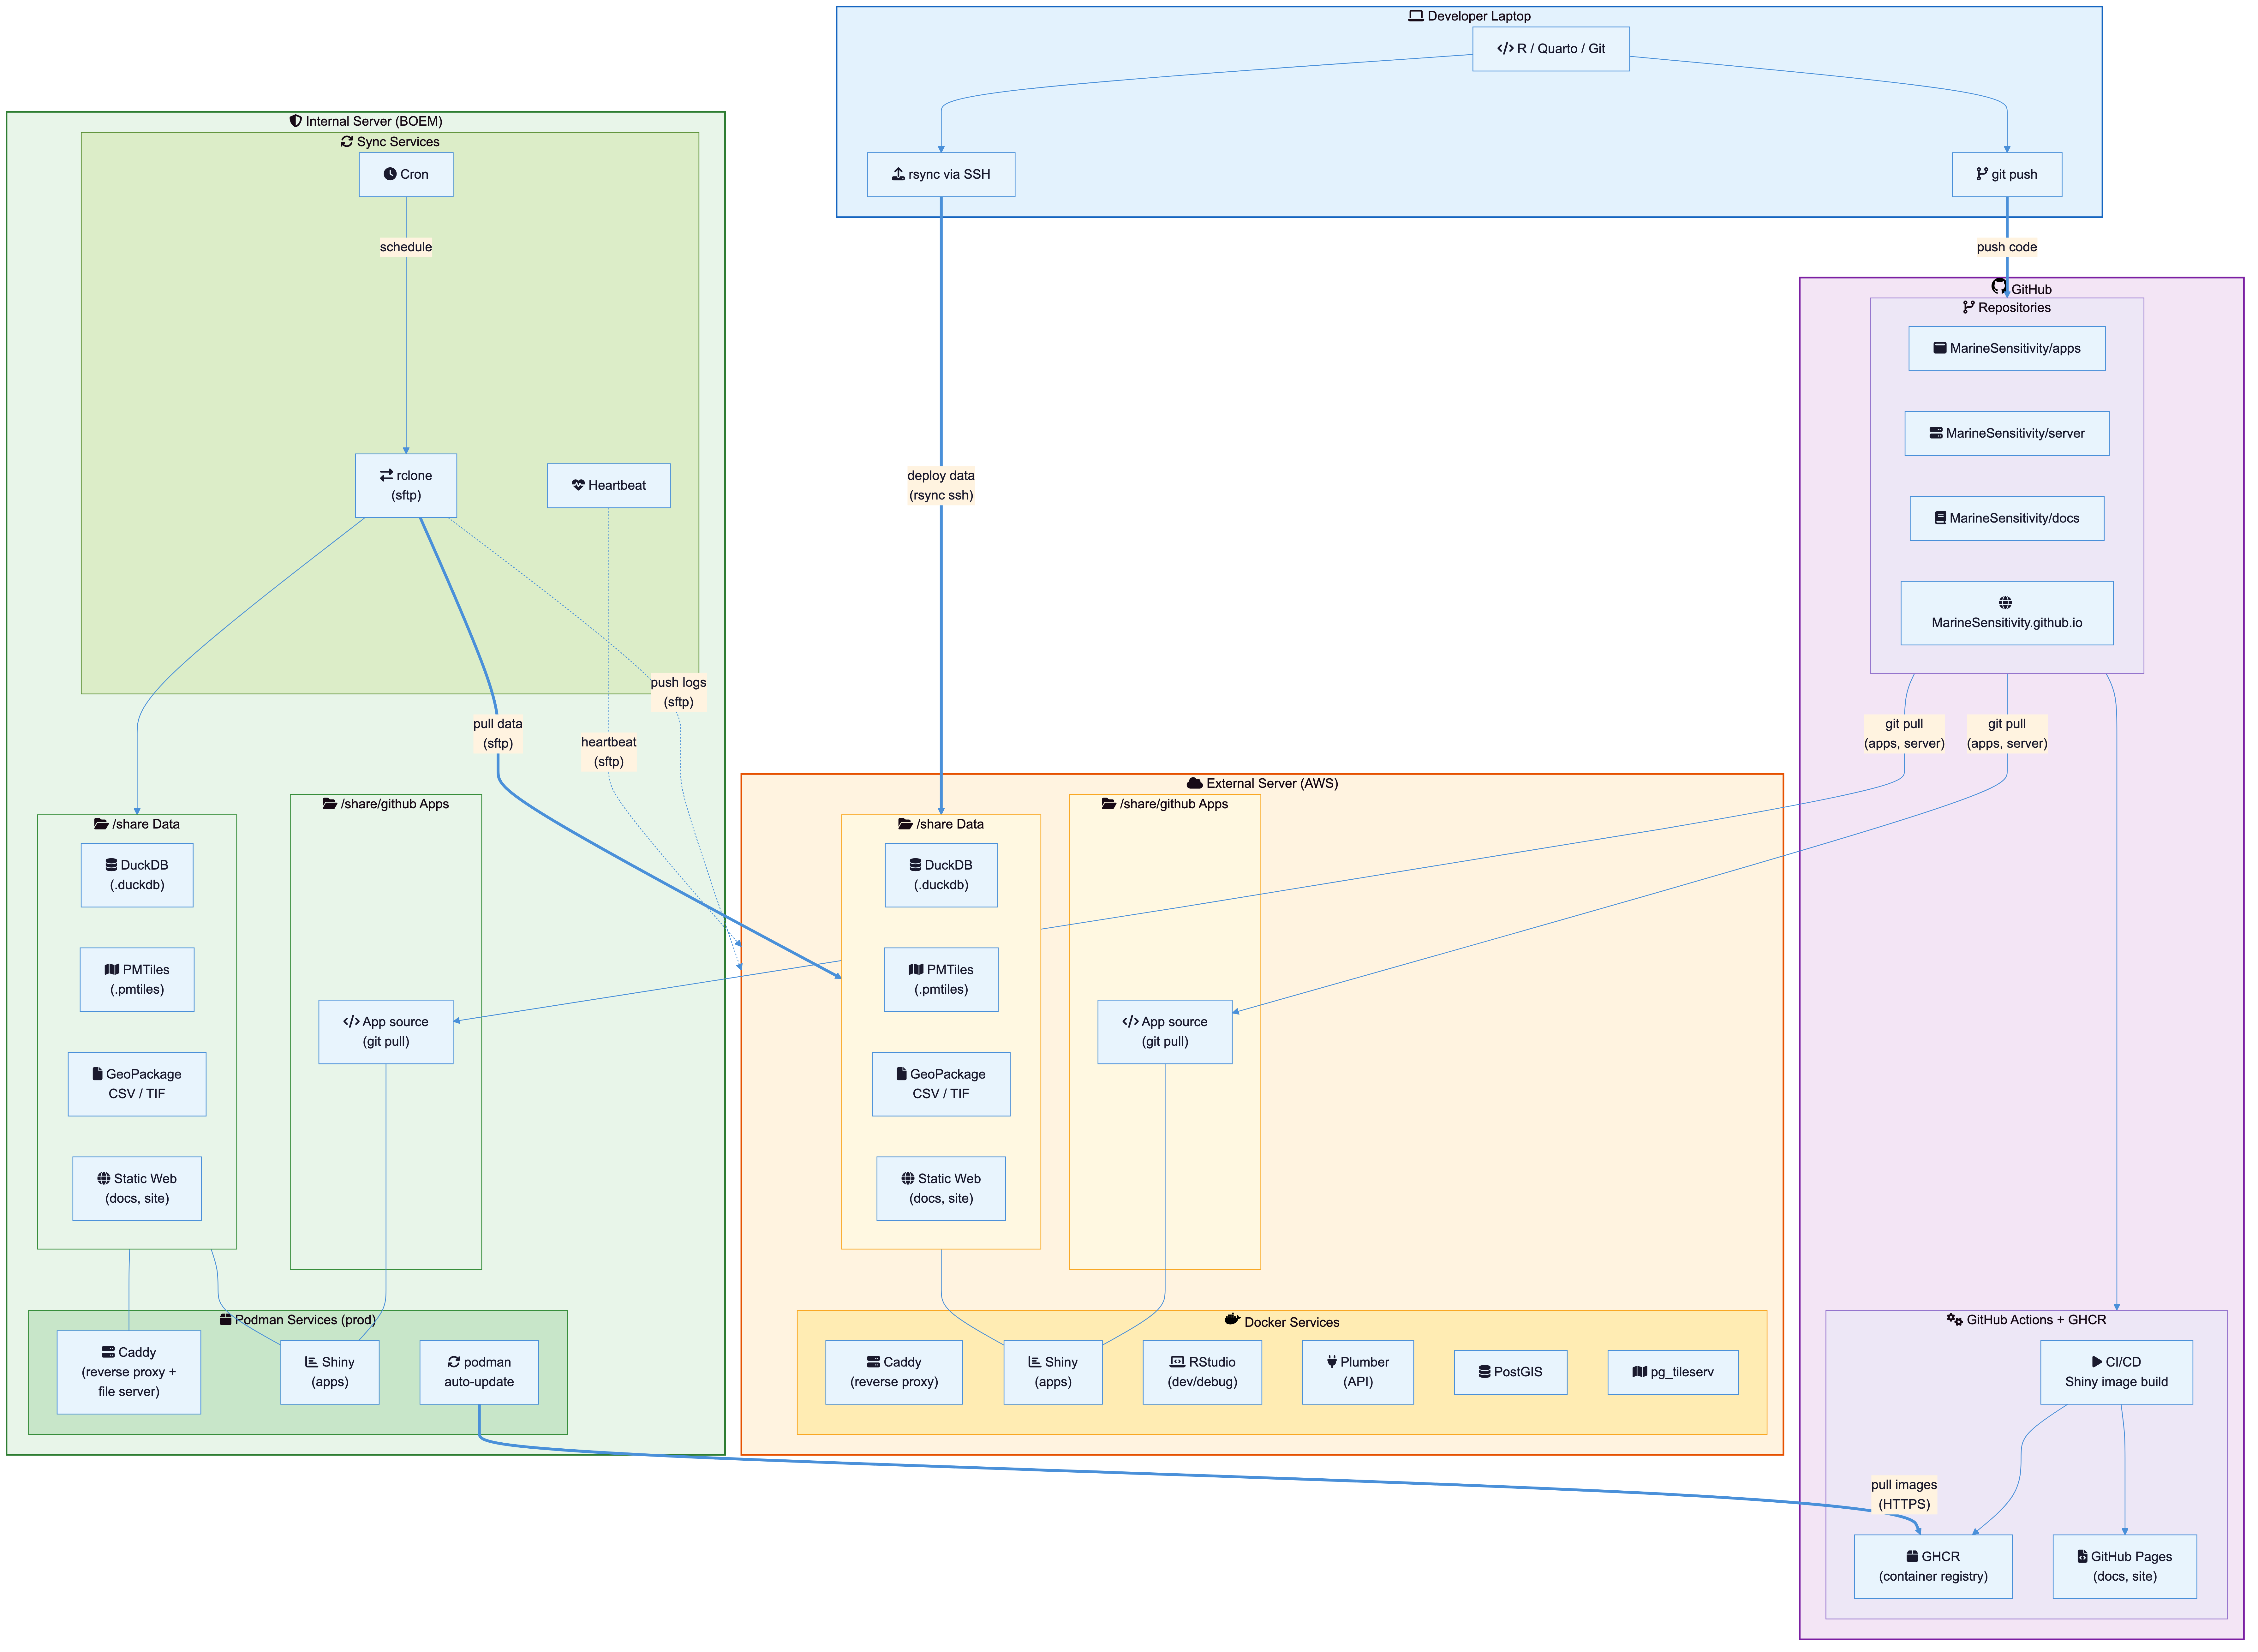 Developer Laptop
R / Quarto / Git
rsync via SSH
git push
push code
deploy data
(rsync ssh)
Internal Server (BOEM)
Sync Services
Cron
schedule
rclone
(sftp)
Heartbeat
push logs
(sftp)
pull data
(sftp)
heartbeat
(sftp)
/share Data
DuckDB
(.duckdb)
PMTiles
(.pmtiles)
GeoPackage
CSV / TIF
Static Web
(docs, site)
/share/github Apps
App source
(git pull)
Podman Services (prod)
Caddy
(reverse proxy +
file server)
Shiny
(apps)
podman
auto-update
External Server (AWS)
/share Data
DuckDB
(.duckdb)
PMTiles
(.pmtiles)
GeoPackage
CSV / TIF
Static Web
(docs, site)
/share/github Apps
App source
(git pull)
Docker Services
Caddy
(reverse proxy)
Shiny
(apps)
RStudio
(dev/debug)
Plumber
(API)
PostGIS
pg_tileserv
GitHub
Repositories
MarineSensitivity/apps
MarineSensitivity/server
MarineSensitivity/docs
MarineSensitivity.github.io
git pull
(apps, server)
git pull
(apps, server)
GitHub Actions + GHCR
CI/CD
Shiny image build
pull images
(HTTPS)
GHCR
(container registry)
GitHub Pages
(docs, site)